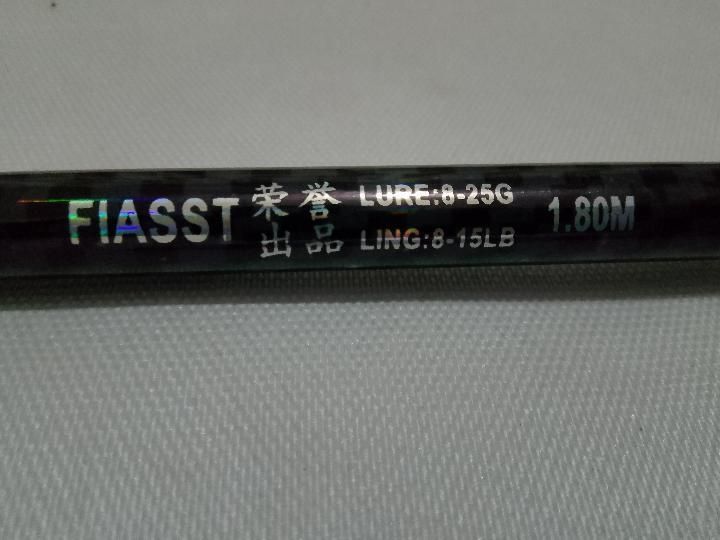 FIASST
荣誉
出品
LURE:8-25G
LING:8-15LB
1.80M